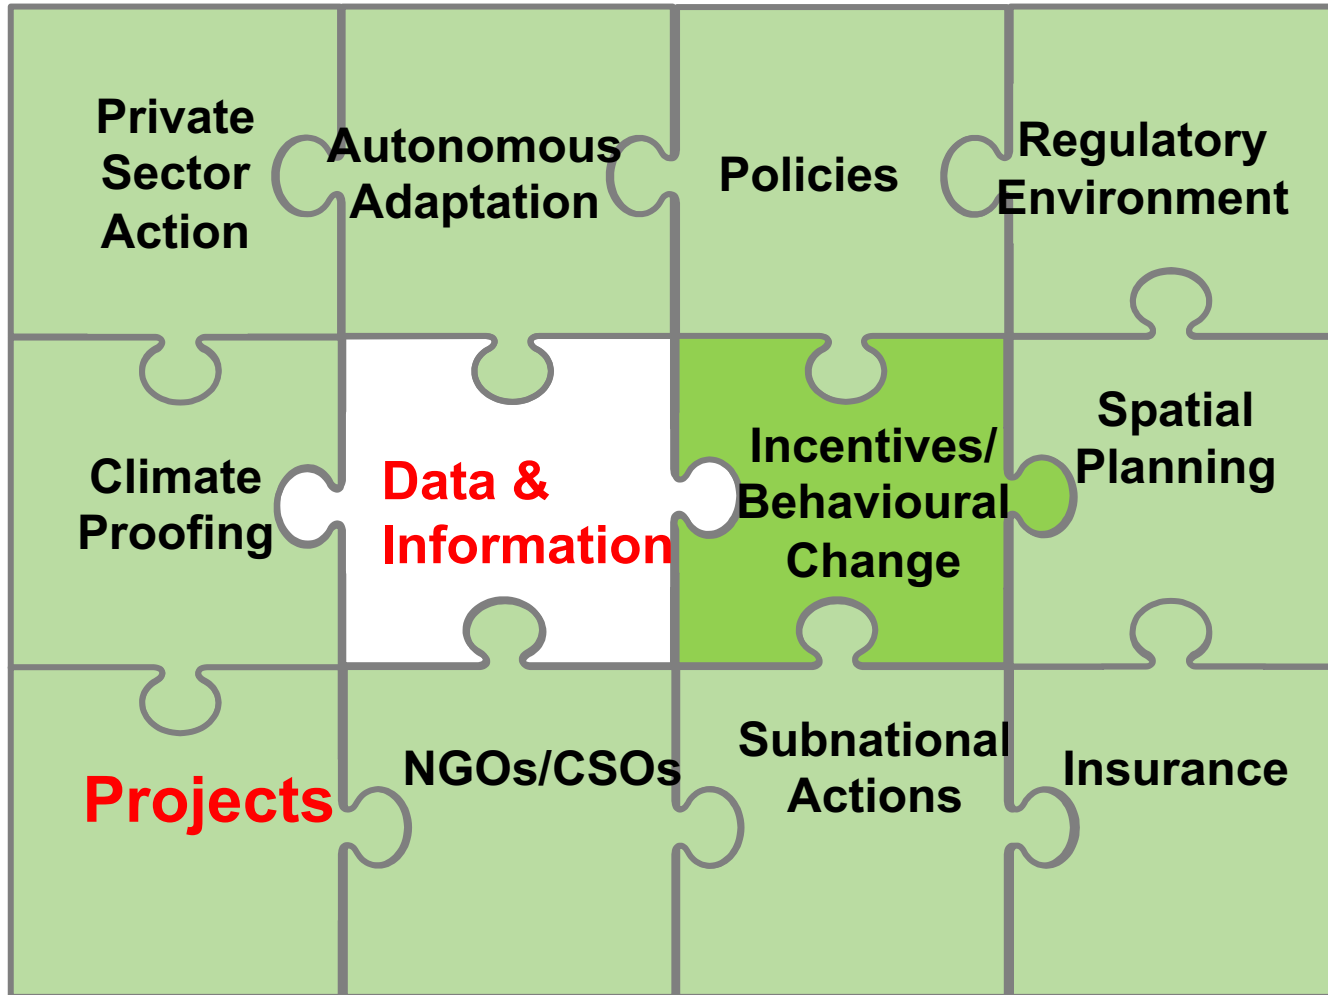 Private
Sector
Action
Autonomous
Adaptation
Policies
Regulatory
Environment
Climate
Proofing
Data &
Information
Incentives/
Behavioural
Change
Spatial
Planning
Projects
NGOs/CSOs
Subnational
Actions
Insurance